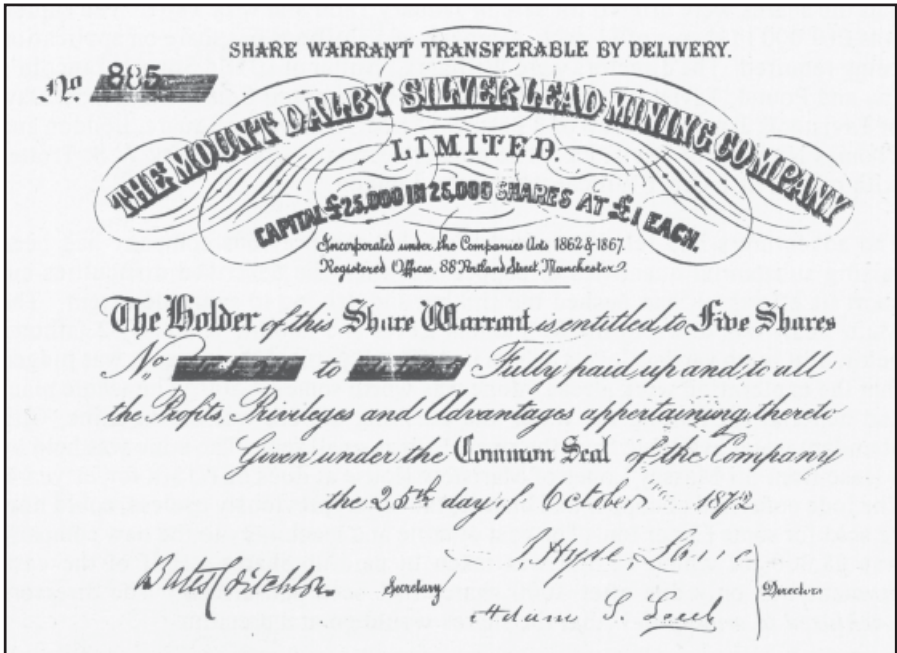 SHARE WARRANT TRANSFERABLE BY DELIVERY.
No. 885
THE MOUNT DALBY SILVER LEAD MINING COMPANY
LIMITED.
CAPITAL £25,000 IN 25,000 SHARES AT £1 EACH.
Incorporated under the Companies Acts 1862 & 1867.
Registered Offices, 88 Portland Street, Manchester.
The Holder of this Share Warrant is entitled to Five Shares
No to Fully paid up and to all
the Profits, Privileges and Advantages appertaining thereto
Given under the Common Seal of the Company
the 25th day of October 1872
J. Hyde
Bates Secretary Directors
Adam S.